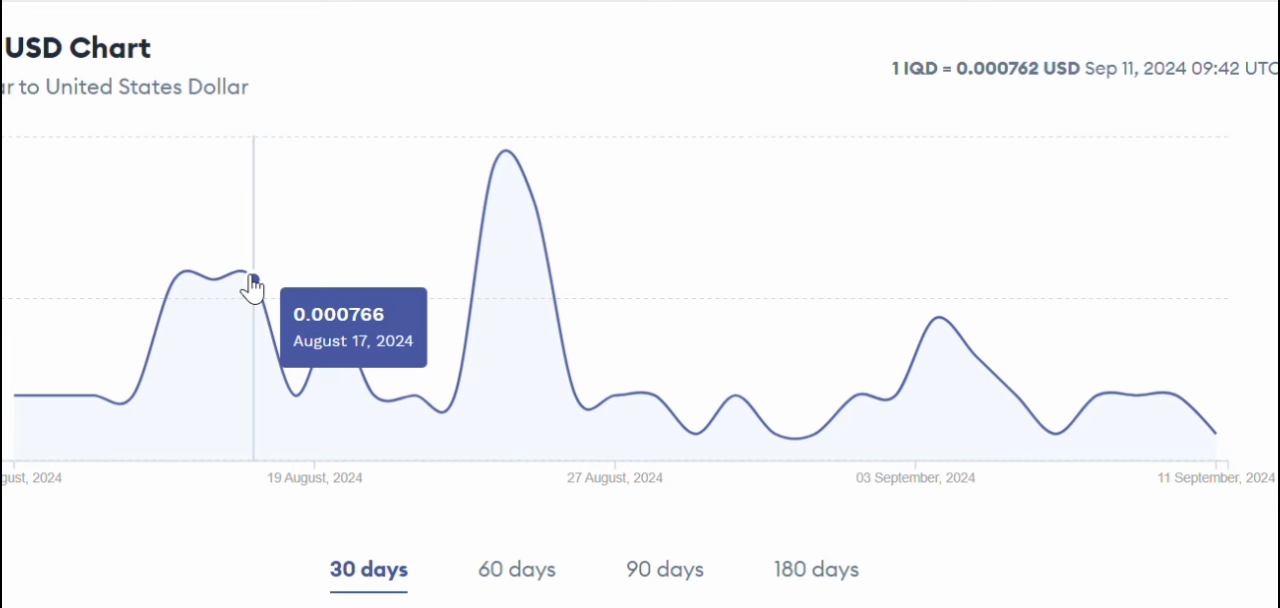 USD Chart
ar to United States Dollar
1 IQD = 0.000762 USD Sep 11, 2024 09:42 UTC
0.000766
August 17, 2024
gust, 2024
19 August, 2024
27 August, 2024
03 September, 2024
11 September, 2024
30 days
60 days
90 days
180 days